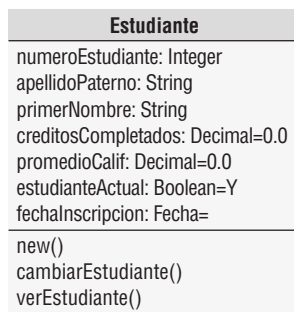 Estudiante
numeroEstudiante: Integer
apellidoPaterno: String
primerNombre: String
creditosCompletados: Decimal=0.0
promedioCalif: Decimal=0.0
estudianteActual: Boolean=Y
fechaInscripcion: Fecha=
new()
cambiarEstudiante()
verEstudiante()